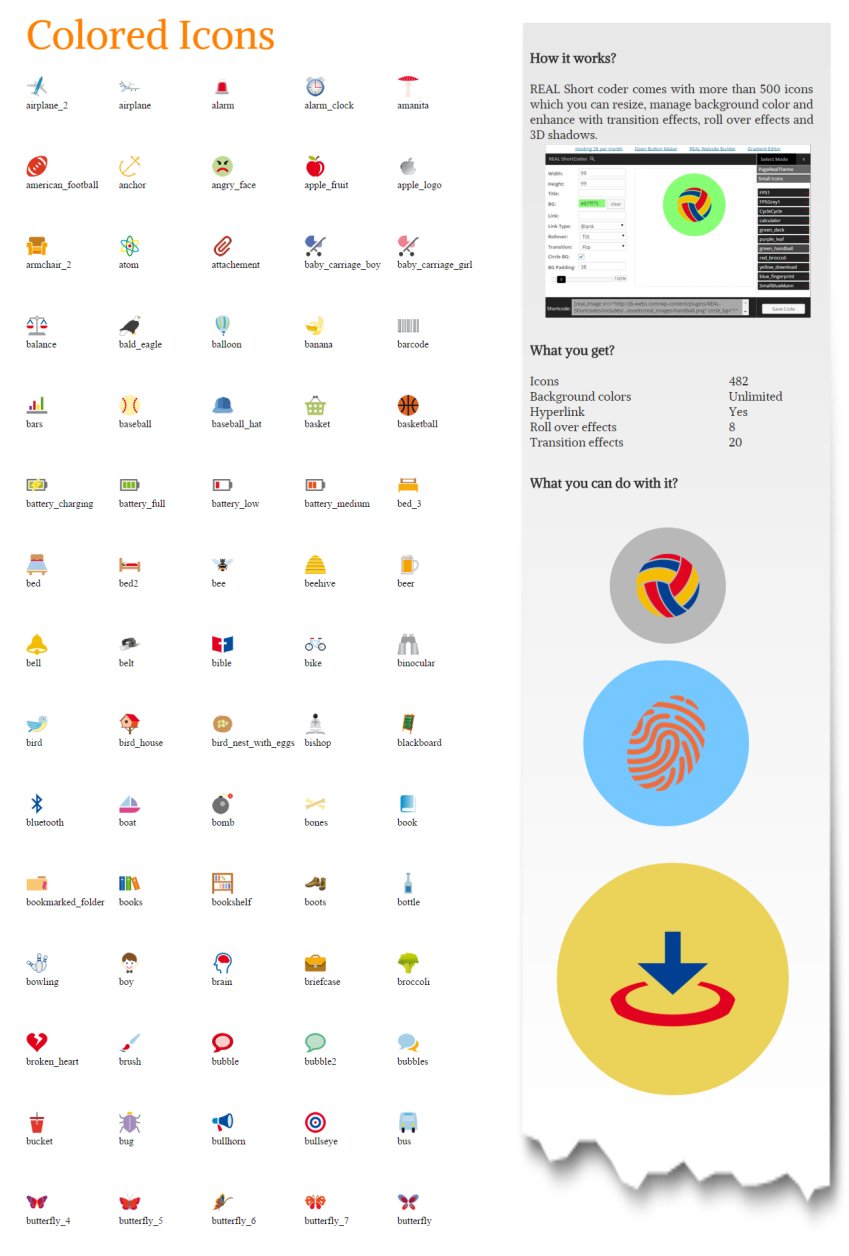 Colored Icons
airplane_2 airplane alarm alarm_clock amanita
american_football anchor angry_face apple_fruit apple_logo
armchair_2 atom attachement baby_carriage_boy baby_carriage_girl
balance bald_eagle balloon banana barcode
bars baseball baseball_hat basket basketball
battery_charging battery_full battery_low battery_medium bed_3
bed bed2 bee beehive beer
bell belt bible bike binocular
bird bird_house bird_nest_with_eggs bishop blackboard
bluetooth boat bomb bones book
bookmarked_folder books bookshelf boots bottle
bowling boy brain briefcase broccoli
broken_heart brush bubble bubble2 bubbles
bucket bug bullhorn bullseye bus
butterfly_4 butterfly_5 butterfly_6 butterfly_7 butterfly
How it works?
REAL Short coder comes with more than 500 icons
which you can resize, manage background color and
enhance with transition effects, roll over effects and
3D shadows.
Hosting 2$ per month Open Button Maker REAL Website Builder Gradient Editor
REAL ShortCodes Select Mode x
Width: 99
Height: 99
Title:
BG: #87ff75 clear
Link:
Link Type: Blank
Rollover: Tilt
Transition: Flip
Circle BG:
BG Padding: 38
100%
PageRealTheme
Small icons
FPS1
FPSGrey1
CycleCycle
calculator
green_dock
purple_leaf
green_handball
red_broccoli
yellow_download
blue_fingerprint
SmallBlueMann
Shortcode: [real_image src="http://jb-webs.com/wp-content/plugins/REAL-
Shortcodes/includes/../assets/real_images/handball.png" circle_bg="1"
Save Code
What you get?
Icons 482
Background colors Unlimited
Hyperlink Yes
Roll over effects 8
Transition effects 20
What you can do with it?